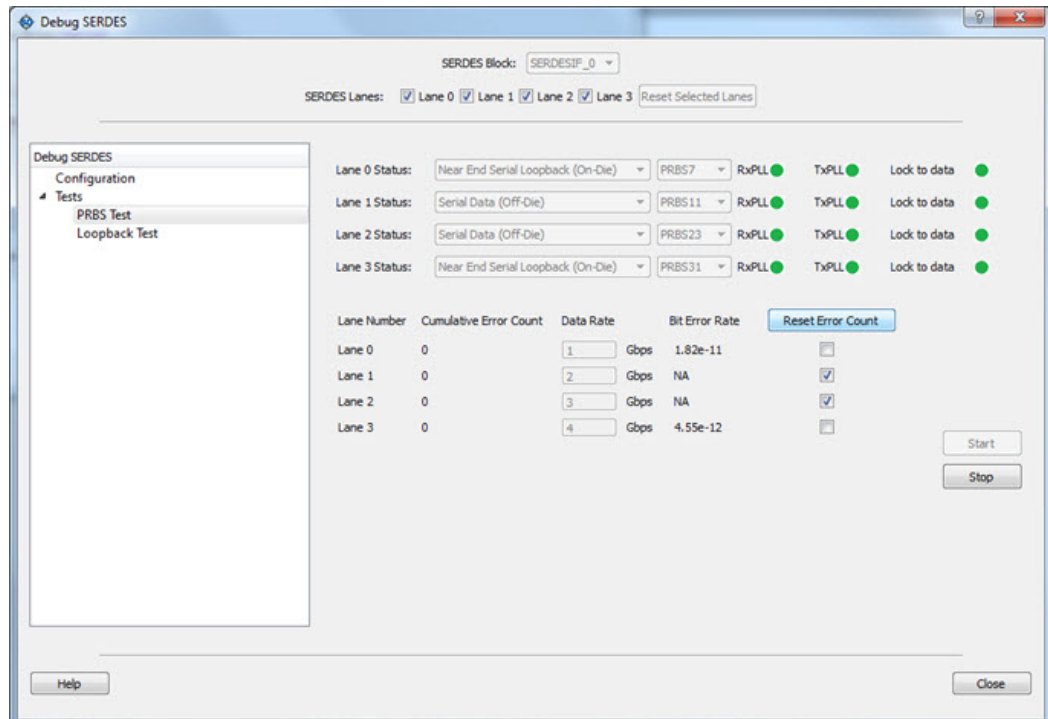 Debug SERDES
SERDES Block: SERDESIF_0
SERDES Lanes: Lane 0 Lane 1 Lane 2 Lane 3 Reset Selected Lanes
Debug SERDES
Configuration
Tests
PRBS Test
Loopback Test
Lane 0 Status: Near End Serial Loopback (On-Die) PRBS7 RxPLL TxPLL Lock to data
Lane 1 Status: Serial Data (Off-Die) PRBS11 RxPLL TxPLL Lock to data
Lane 2 Status: Serial Data (Off-Die) PRBS23 RxPLL TxPLL Lock to data
Lane 3 Status: Near End Serial Loopback (On-Die) PRBS31 RxPLL TxPLL Lock to data
Lane Number Cumulative Error Count Data Rate Bit Error Rate Reset Error Count
Lane 0 0 1 Gbps 1.82e-11
Lane 1 0 2 Gbps NA
Lane 2 0 3 Gbps NA
Lane 3 0 4 Gbps 4.55e-12
Start
Stop
Help
Close